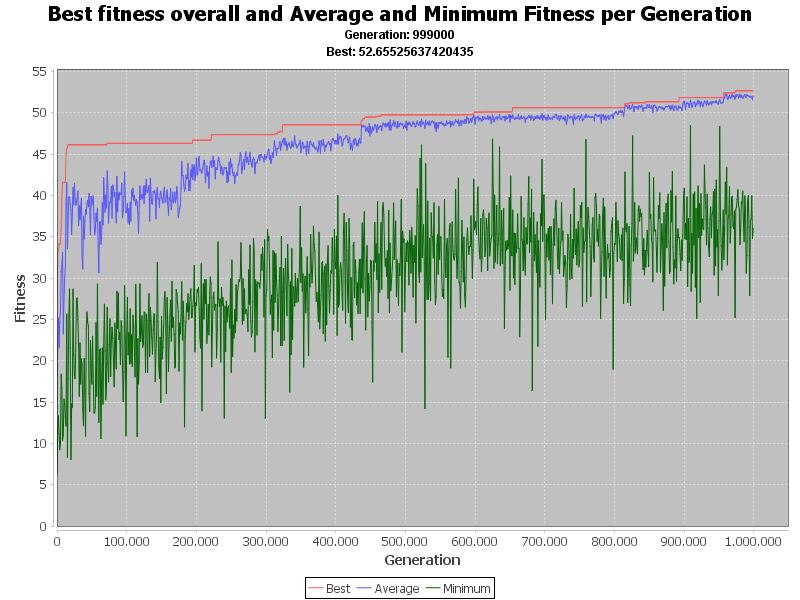 Best fitness overall and Average and Minimum Fitness per Generation
Generation: 999000
Best: 52.65525637420435
55
50
45
40
35
30
25
20
15
10
5
0
Fitness
0 100.000 200.000 300.000 400.000 500.000 600.000 700.000 800.000 900.000 1.000.000
Generation
Best Average Minimum